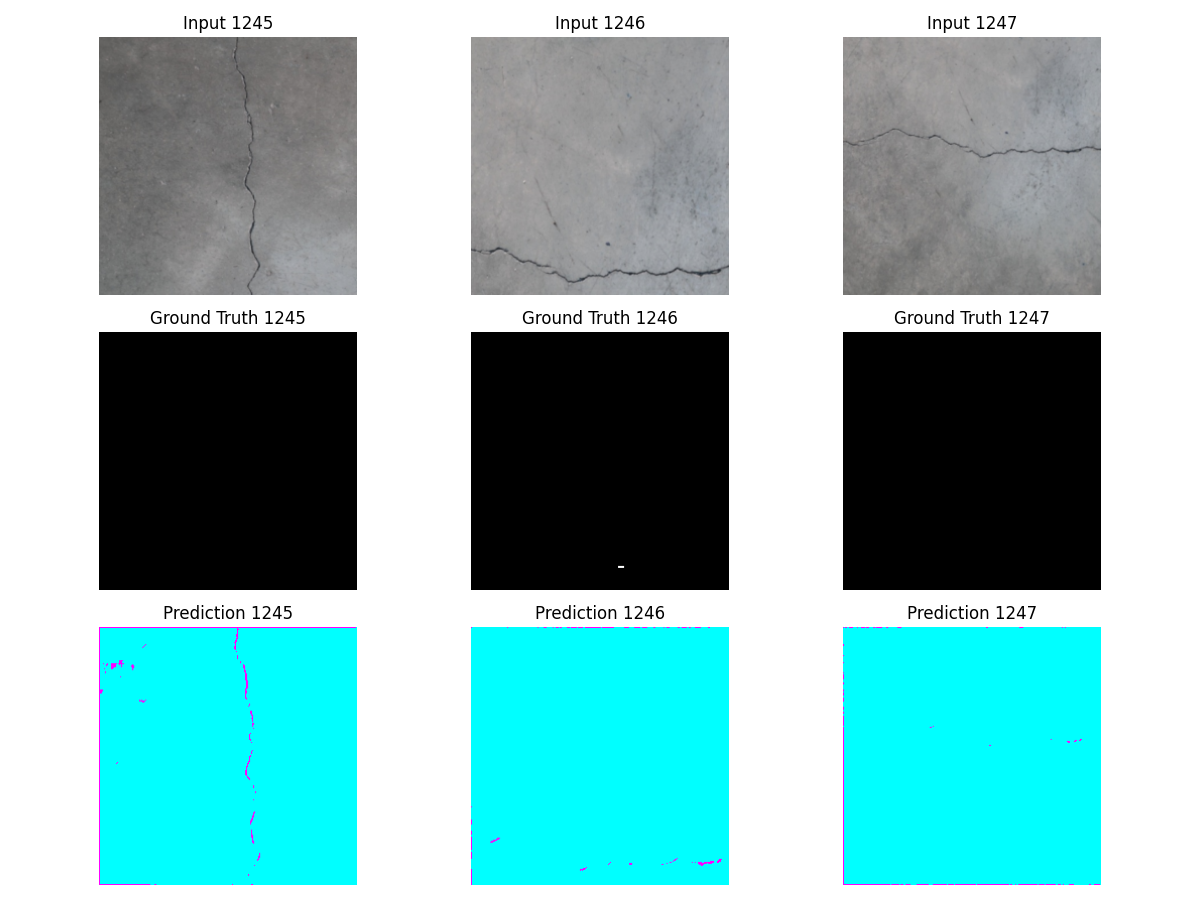 Input 1245
Input 1246
Input 1247
Ground Truth 1245
Ground Truth 1246
Ground Truth 1247
Prediction 1245
Prediction 1246
Prediction 1247